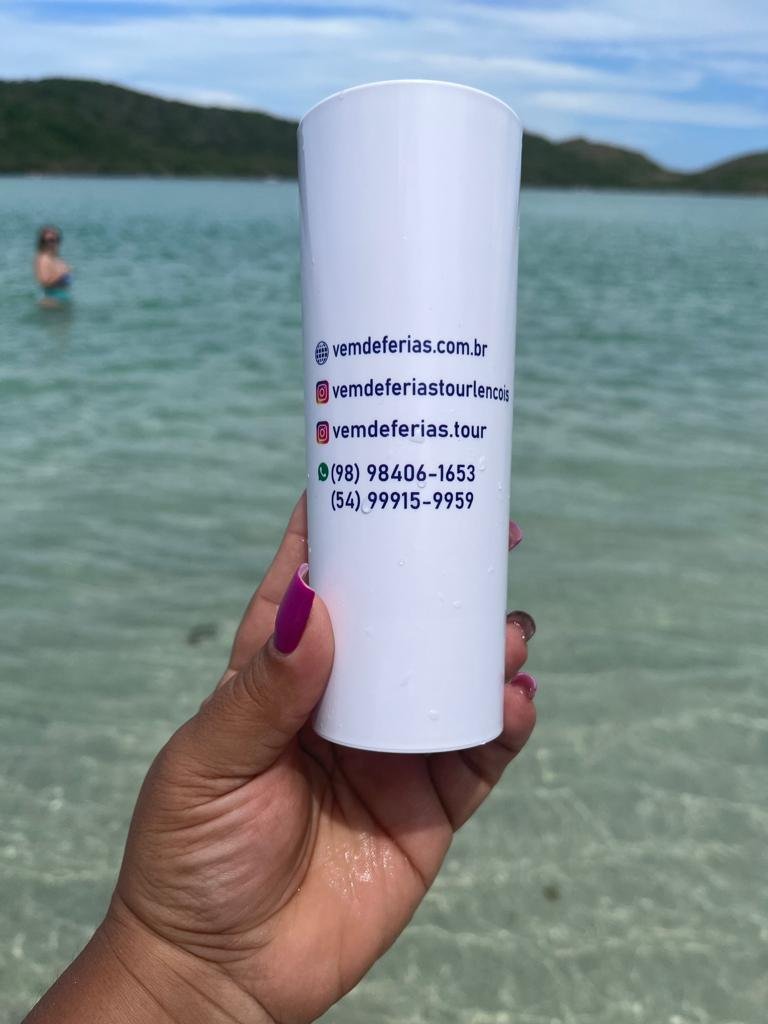 vemdeferias.com.br
vemdeferiastourlencois
vemdeferias.tour
(98) 98406-1653
(54) 99915-9959